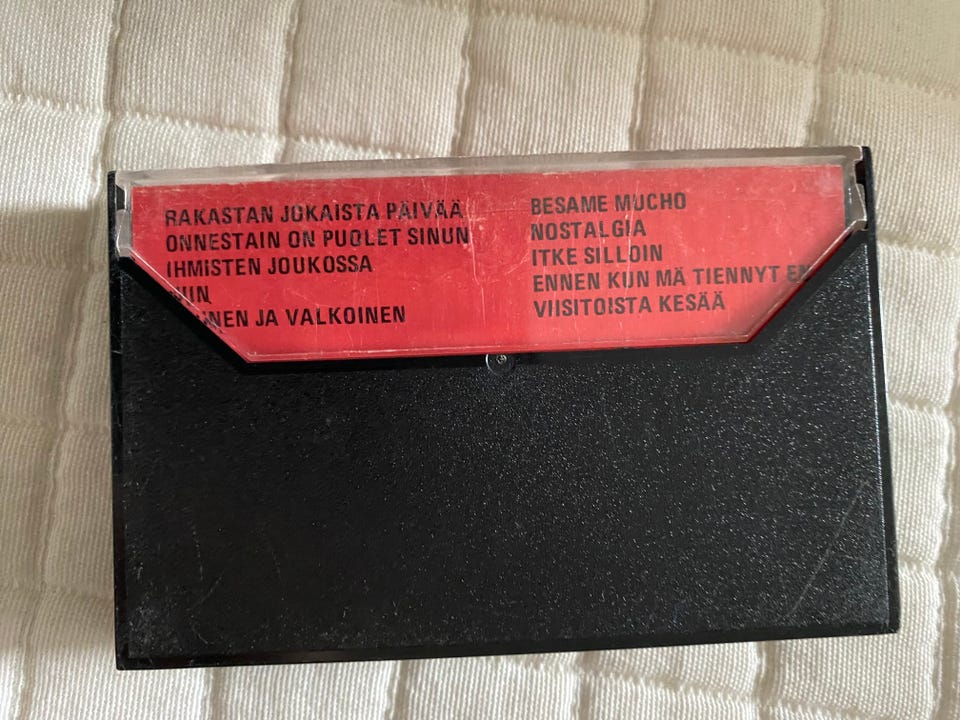 RAKASTAN JOKAISTA PÄIVÄÄ
ONNESTAIN ON PUOLET SINUN
IHMISTEN JOUKOSSA
JA VALKOINEN
BESAME MUCHO
NOSTALGIA
ITKE SILLOIN
ENNEN KUN MÄ TIENNYT EN
VIISITOISTA KESÄÄ